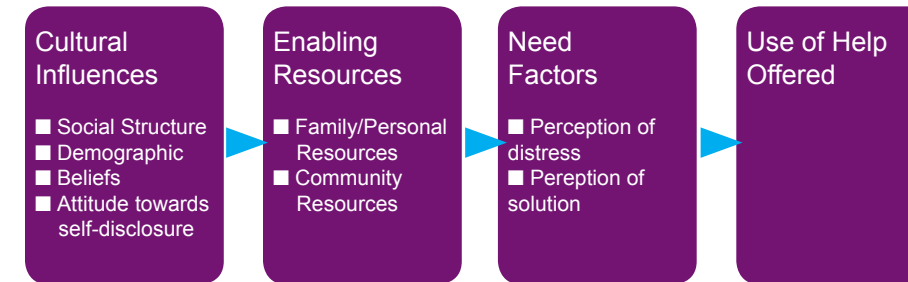 Cultural
Influences
■ Social Structure
■ Demographic
■ Beliefs
■ Attitude towards
self-disclosure
Enabling
Resources
■ Family/Personal
Resources
■ Community
Resources
Need
Factors
■ Perception of
distress
■ Pereption of
solution
Use of Help
Offered